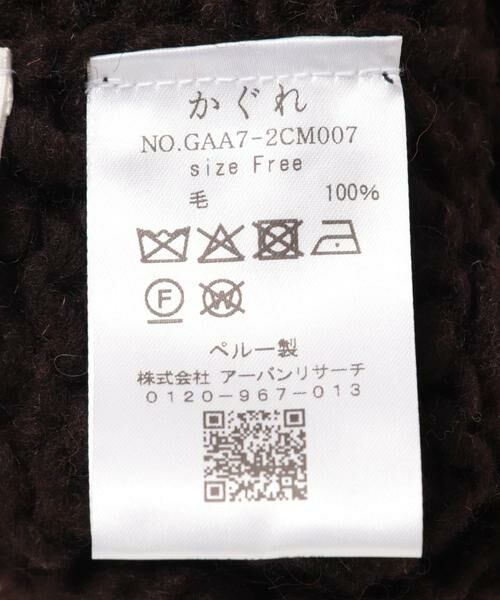 かぐれ
NO.GAA7-2CM007
size Free
毛 100%
F W
ペルー製
株式会社 アーバンリサーチ
0120-967-013